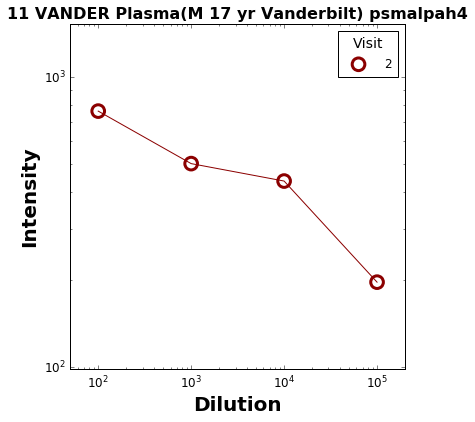 11 VANDER Plasma(M 17 yr Vanderbilt) psmalpah4
Visit
2
10³
10²
Intensity
10² 10³ 10⁴ 10⁵
Dilution